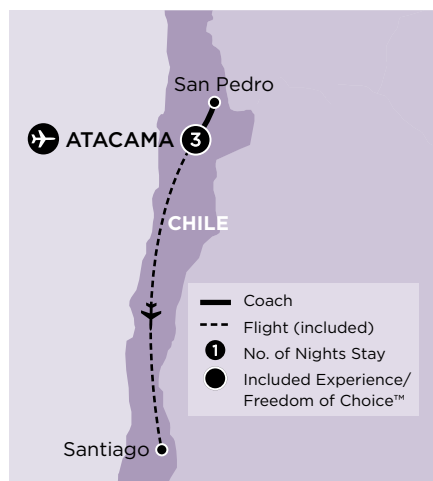 San Pedro
ATACAMA 3
CHILE
Coach
Flight (included)
1 No. of Nights Stay
Included Experience/
Freedom of Choice™
Santiago